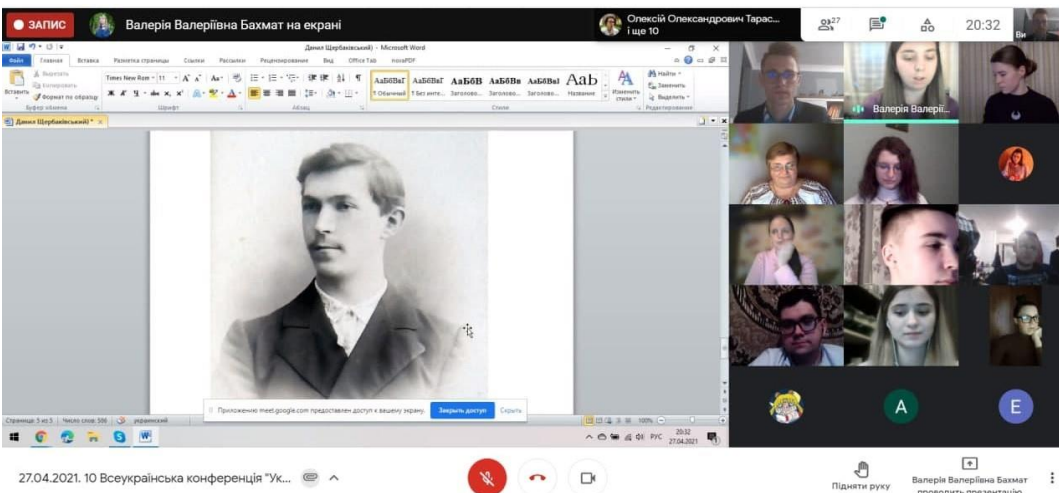 ЗАПИС
Валерія Валеріївна Бахмат на екрані
Олексій Олександрович Тарас...
і ще 10
27
20:32
Ви
Данил Щербаківський) - Microsoft Word
Файл Главная Вставка Разметка страницы Ссылки Рассылки Рецензирование Вид Office Tab novaPDF
Вставить
Вырезать
Копировать
Формат по образцу
Буфер обмена
Times New Rom 11
Шрифт
Абзац
АаБбВвГ АаБбВвГ АаБбВ АаБбВв АаБбВвI Aab
1 Обычный 1 Без инте... Заголово... Заголово... Заголово... Название
Стили
Изменить
стили
Найти
Заменить
Выделить
Редактирование
Данил Щербаківський) *
Валерія Валерії...
Приложению meet.google.com предоставлен доступ к вашему экрану.
Закрыть доступ
Скрыть
Страница: 5 из 5 Число слов: 586 украинский
100%
РУС
20:32
27.04.2021
А
Е
27.04.2021. 10 Всеукраїнська конференція "Ук...
Підняти руку
Валерія Валеріївна Бахмат
проводить презентацію